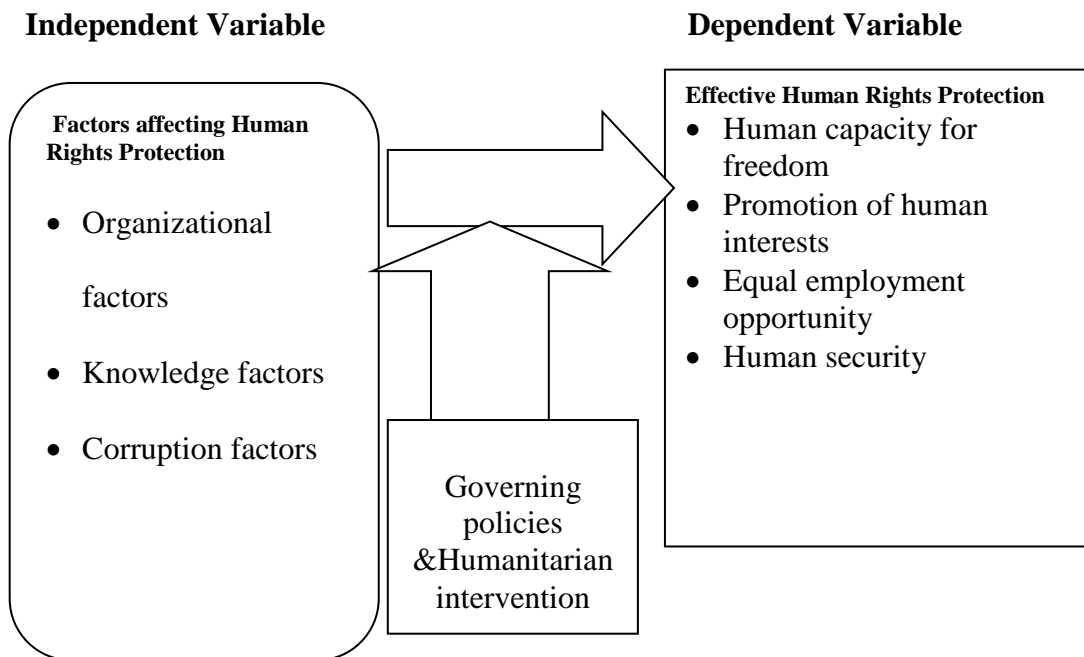 Independent Variable
Dependent Variable
Factors affecting Human
Rights Protection
• Organizational
factors
• Knowledge factors
• Corruption factors
Effective Human Rights Protection
• Human capacity for
freedom
• Promotion of human
interests
• Equal employment
opportunity
• Human security
Governing
policies
&Humanitarian
intervention